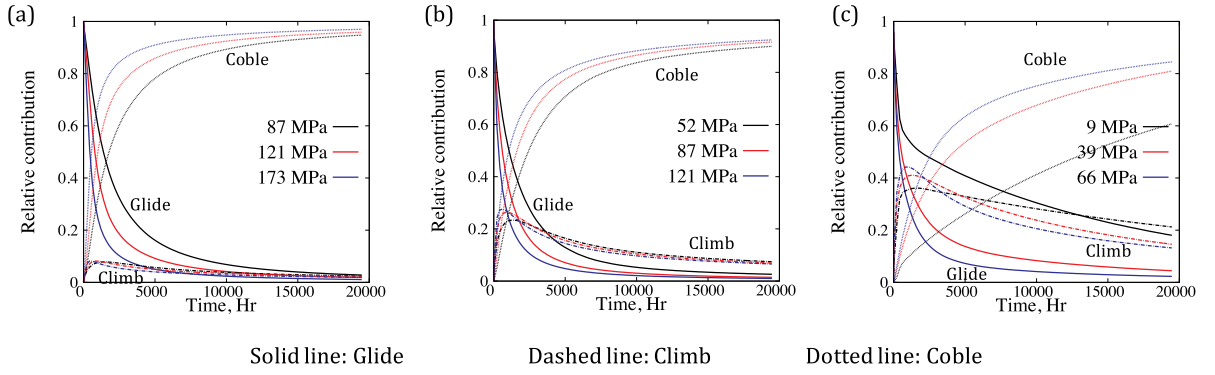 (a)
Relative contribution
1
0.8
0.6
0.4
0.2
0
Coble
87 MPa
121 MPa
173 MPa
Glide
Climb
0 5000 10000 15000 20000
Time, Hr
(b)
Relative contribution
1
0.8
0.6
0.4
0.2
0
Coble
52 MPa
87 MPa
121 MPa
Glide
Climb
0 5000 10000 15000 20000
Time, Hr
(c)
Relative contribution
1
0.8
0.6
0.4
0.2
0
Coble
9 MPa
39 MPa
66 MPa
Climb
Glide
0 5000 10000 15000 20000
Time, Hr
Solid line: Glide Dashed line: Climb Dotted line: Coble